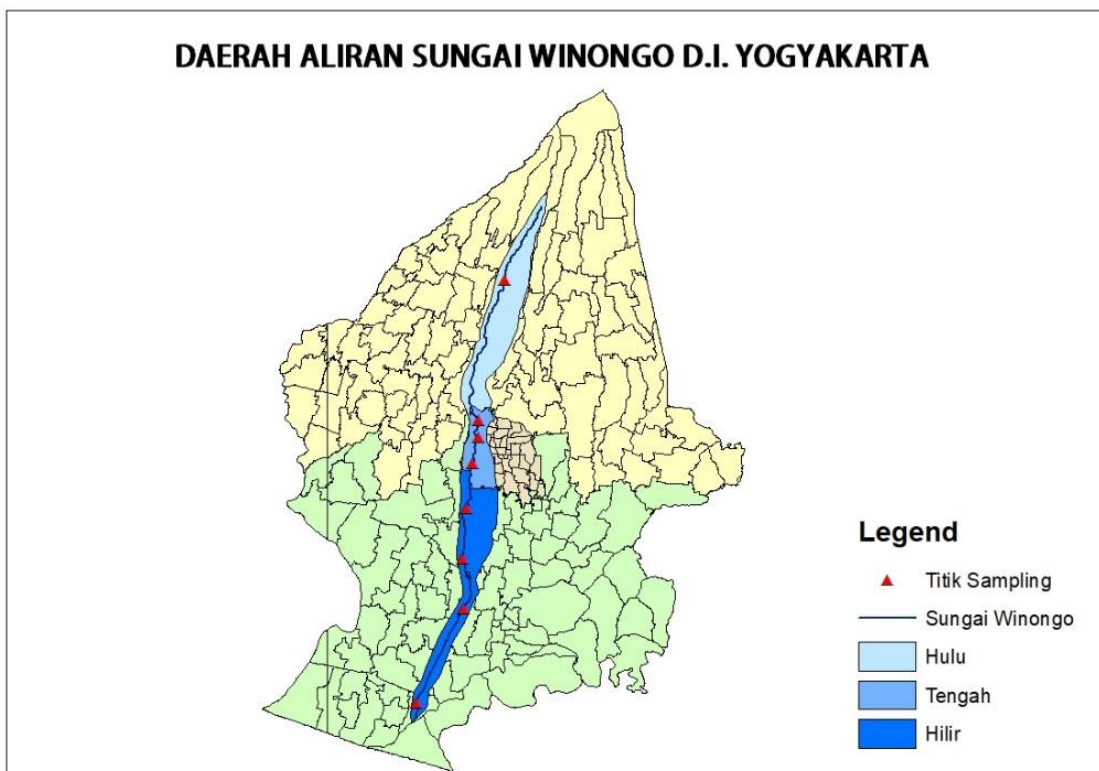 DAERAH ALIRAN SUNGAI WINONGO D.I. YOGYAKARTA
Legend
Titik Sampling
Sungai Winongo
Hulu
Tengah
Hilir